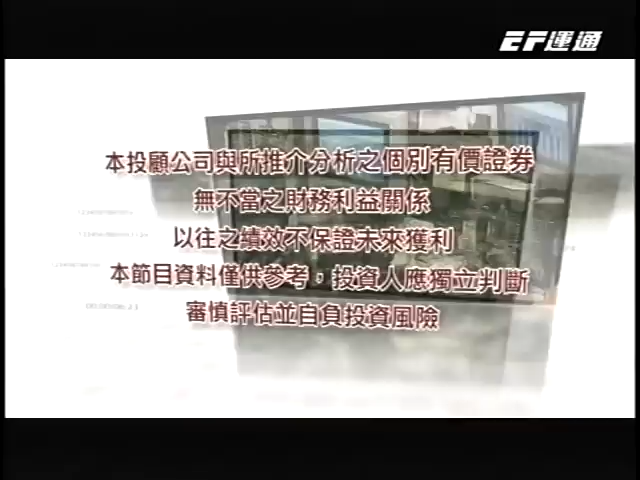 EF運通
本投顧公司與所推介分析之個別有價證券
無不當之財務利益關係
以往之績效不保證未來獲利
本節目資料僅供參考，投資人應獨立判斷
審慎評估並自負投資風險